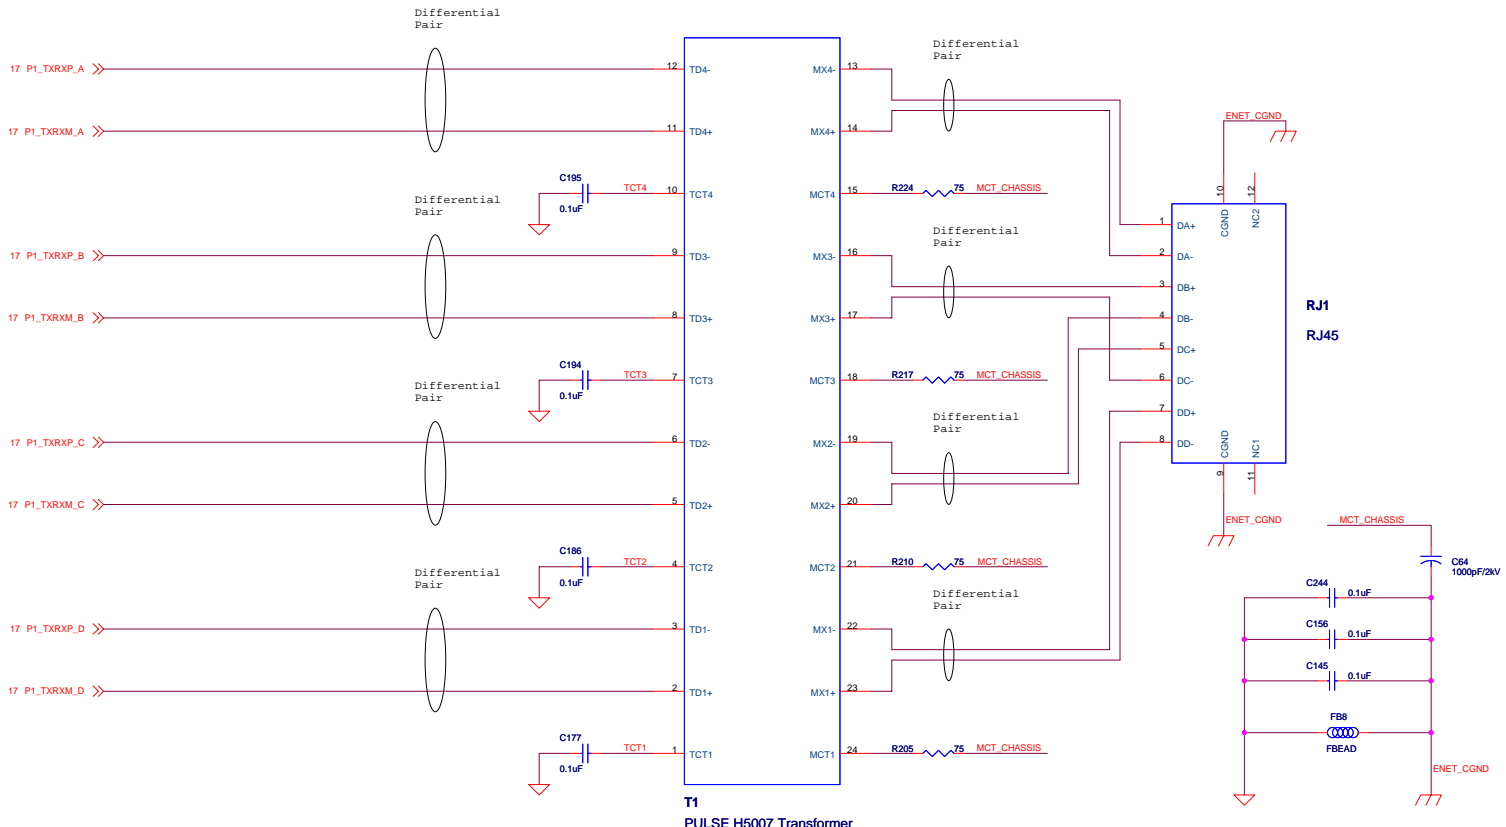 Differential
Pair
17 P1_TXRXP_A
12 TD4-
MX4- 13
Differential
Pair
17 P1_TXRXM_A
11 TD4+
MX4+ 14
ENET_CGND
C195
0.1uF
TCT4
10 TCT4
MCT4 15
R224 75 MCT_CHASSIS
10 12
CGND NC2
Differential
Pair
1 DA+
Differential
Pair
17 P1_TXRXP_B
9 TD3-
MX3- 16
2 DA-
3 DB+
RJ1
RJ45
17 P1_TXRXM_B
8 TD3+
MX3+ 17
4 DB-
5 DC+
C194
0.1uF
TCT3
7 TCT3
MCT3 18
R217 75 MCT_CHASSIS
6 DC-
Differential
Pair
7 DD+
Differential
Pair
17 P1_TXRXP_C
6 TD2-
MX2- 19
8 DD-
CGND NC1
9 11
17 P1_TXRXM_C
5 TD2+
MX2+ 20
ENET_CGND
MCT_CHASSIS
C186
0.1uF
TCT2
4 TCT2
MCT2 21
R210 75 MCT_CHASSIS
C64
1000pF/2kV
Differential
Pair
Differential
Pair
C244 0.1uF
17 P1_TXRXP_D
3 TD1-
MX1- 22
C156 0.1uF
C145 0.1uF
17 P1_TXRXM_D
2 TD1+
MX1+ 23
FB8
FBEAD
C177
0.1uF
TCT1
1 TCT1
MCT1 24
R205 75 MCT_CHASSIS
ENET_CGND
T1
PULSE H5007 Transformer